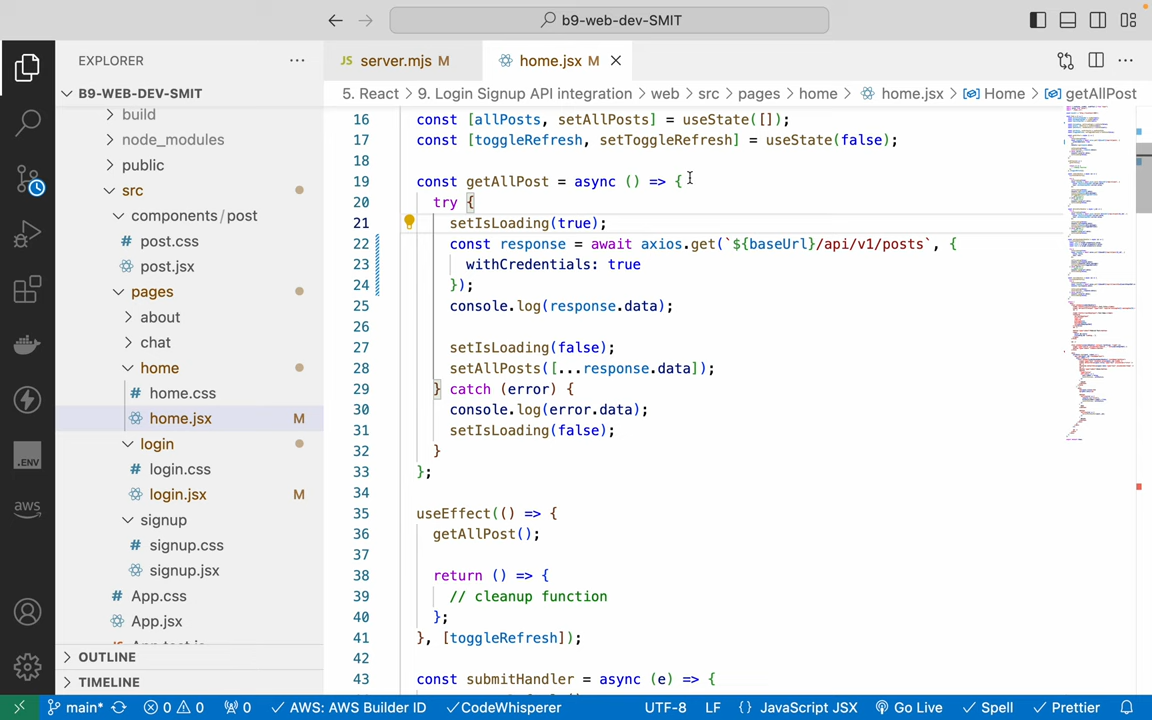 b9-web-dev-SMIT
EXPLORER
JS server.mjs M
home.jsx M
B9-WEB-DEV-SMIT
5. React > 9. Login Signup API integration > web > src > pages > home > home.jsx > Home > getAllPost
build
node_modules
public
src
components/post
# post.css
post.jsx
pages
about
chat
home
# home.css
home.jsx M
login
# login.css
login.jsx M
signup
# signup.css
signup.jsx
# App.css
App.jsx
OUTLINE
TIMELINE
.ENV
aws
16 const [allPosts, setAllPosts] = useState([]);
17 const [toggleRefresh, setToggleRefresh] = useState(false);
18
19 const getAllPost = async () => {
20 try {
21 setIsLoading(true);
22 const response = await axios.get(`${baseUrl}/api/v1/posts`, {
23 withCredentials: true
24 });
25 console.log(response.data);
26
27 setIsLoading(false);
28 setAllPosts([...response.data]);
29 } catch (error) {
30 console.log(error.data);
31 setIsLoading(false);
32 }
33 };
34
35 useEffect(() => {
36 getAllPost();
37
38 return () => {
39 // cleanup function
40 };
41 }, [toggleRefresh]);
42
43 const submitHandler = async (e) => {
main* 0 0 0 AWS: AWS Builder ID CodeWhisperer UTF-8 LF {} JavaScript JSX Go Live Spell Prettier